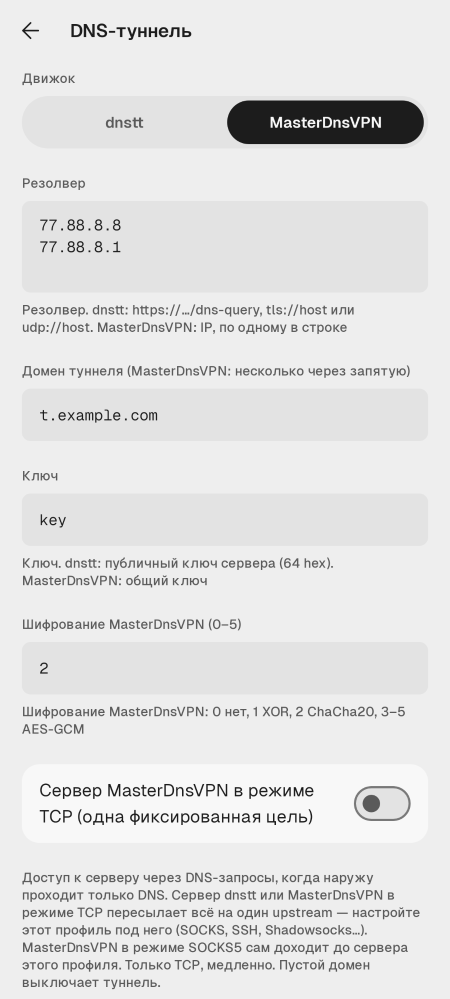 DNS-туннель
Движок
dnstt
MasterDnsVPN
Резолвер
77.88.8.8
77.88.8.1
Резолвер. dnstt: https://…/dns-query, tls://host или
udp://host. MasterDnsVPN: IP, по одному в строке
Домен туннеля (MasterDnsVPN: несколько через запятую)
t.example.com
Ключ
key
Ключ. dnstt: публичный ключ сервера (64 hex).
MasterDnsVPN: общий ключ
Шифрование MasterDnsVPN (0–5)
2
Шифрование MasterDnsVPN: 0 нет, 1 XOR, 2 ChaCha20, 3–5
AES-GCM
Сервер MasterDnsVPN в режиме
TCP (одна фиксированная цель)
Доступ к серверу через DNS-запросы, когда наружу
проходит только DNS. Сервер dnstt или MasterDnsVPN в
режиме TCP пересылает всё на один upstream — настройте
этот профиль под него (SOCKS, SSH, Shadowsocks…).
MasterDnsVPN в режиме SOCKS5 сам доходит до сервера
этого профиля. Только TCP, медленно. Пустой домен
выключает туннель.